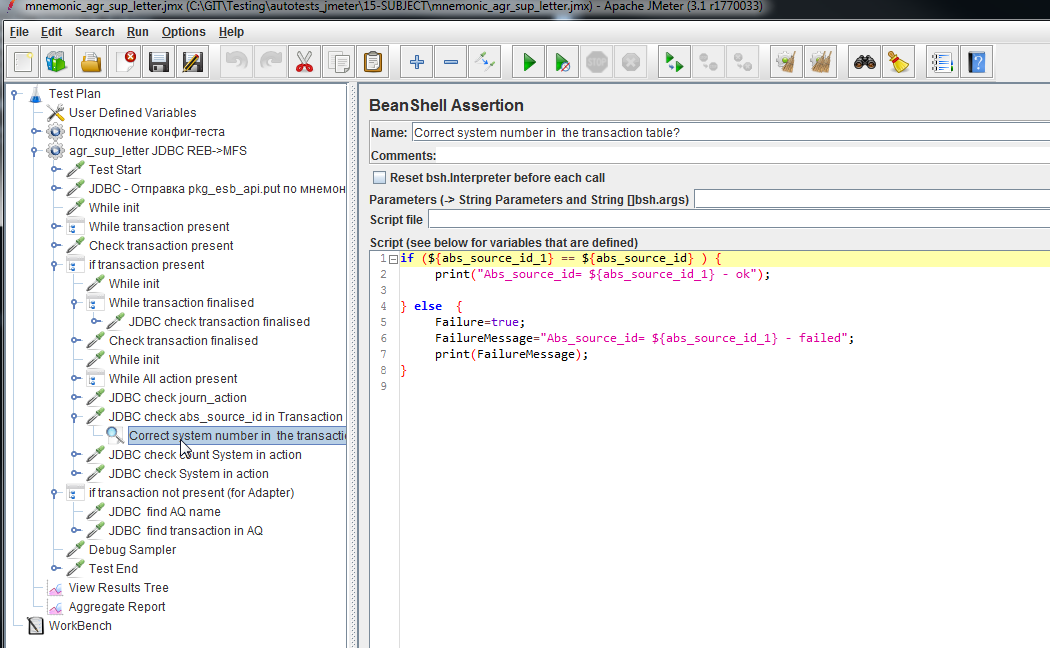 mnemonic_agr_sup_letter.jmx (C:\GIT\Testing\autotests_jmeter\15-SUBJECT\mnemonic_agr_sup_letter.jmx) - Apache JMeter (3.1 r1770033)
File Edit Search Run Options Help
STOP
?
Test Plan
User Defined Variables
Подключение конфиг-теста
agr_sup_letter JDBC REB->MFS
Test Start
JDBC - Отправка pkg_esb_api.put по мнемон
While init
While transaction present
Check transaction present
if transaction present
While init
While transaction finalised
JDBC check transaction finalised
Check transaction finalised
While init
While All action present
JDBC check journ_action
JDBC check abs_source_id in Transaction
Correct system number in  the transacti
JDBC check count System in action
JDBC check System in action
if transaction not present (for Adapter)
JDBC  find AQ name
JDBC  find transaction in AQ
Debug Sampler
Test End
View Results Tree
Aggregate Report
WorkBench
BeanShell Assertion
Name: Correct system number in  the transaction table?
Comments:
Reset bsh.Interpreter before each call
Parameters (-> String Parameters and String []bsh.args)
Script file
Script (see below for variables that are defined)
1 if (${abs_source_id_1} == ${abs_source_id} ) {
2 print("Abs_source_id= ${abs_source_id_1} - ok");
3
4 } else  {
5 Failure=true;
6 FailureMessage="Abs_source_id= ${abs_source_id_1} - failed";
7 print(FailureMessage);
8 }
9